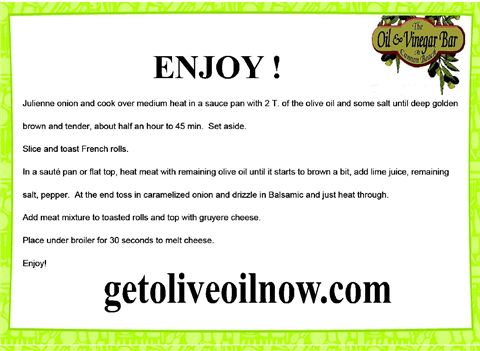 The
Oil & Vinegar Bar
At
ENJOY !
Julienne onion and cook over medium heat in a sauce pan with 2 T. of the olive oil and some salt until deep golden
brown and tender, about half an hour to 45 min.  Set aside.
Slice and toast French rolls.
In a sauté pan or flat top, heat meat with remaining olive oil until it starts to brown a bit, add lime juice, remaining
salt, pepper.  At the end toss in caramelized onion and drizzle in Balsamic and just heat through.
Add meat mixture to toasted rolls and top with gruyere cheese.
Place under broiler for 30 seconds to melt cheese.
Enjoy!
getoliveoilnow.com